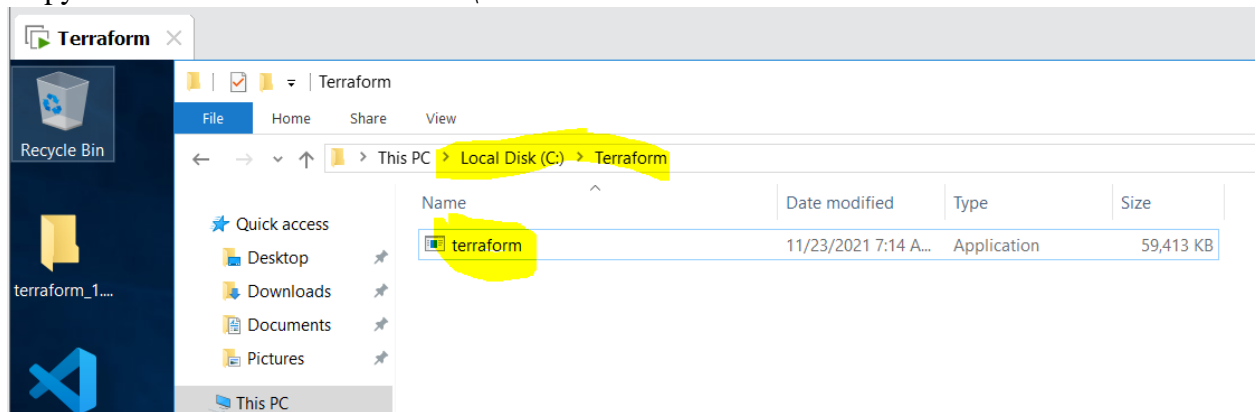 Terraform
Terraform
File Home Share View
Recycle Bin
This PC > Local Disk (C:) > Terraform
Name Date modified Type Size
Quick access
terraform 11/23/2021 7:14 A... Application 59,413 KB
Desktop
terraform_1....
Downloads
Documents
Pictures
This PC